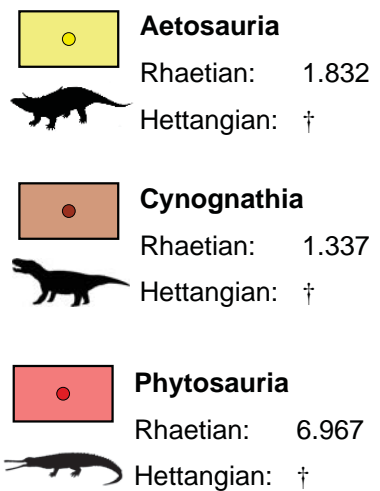 Aetosauria
Rhaetian: 1.832
Hettangian: †
Cynognathia
Rhaetian: 1.337
Hettangian: †
Phytosauria
Rhaetian: 6.967
Hettangian: †